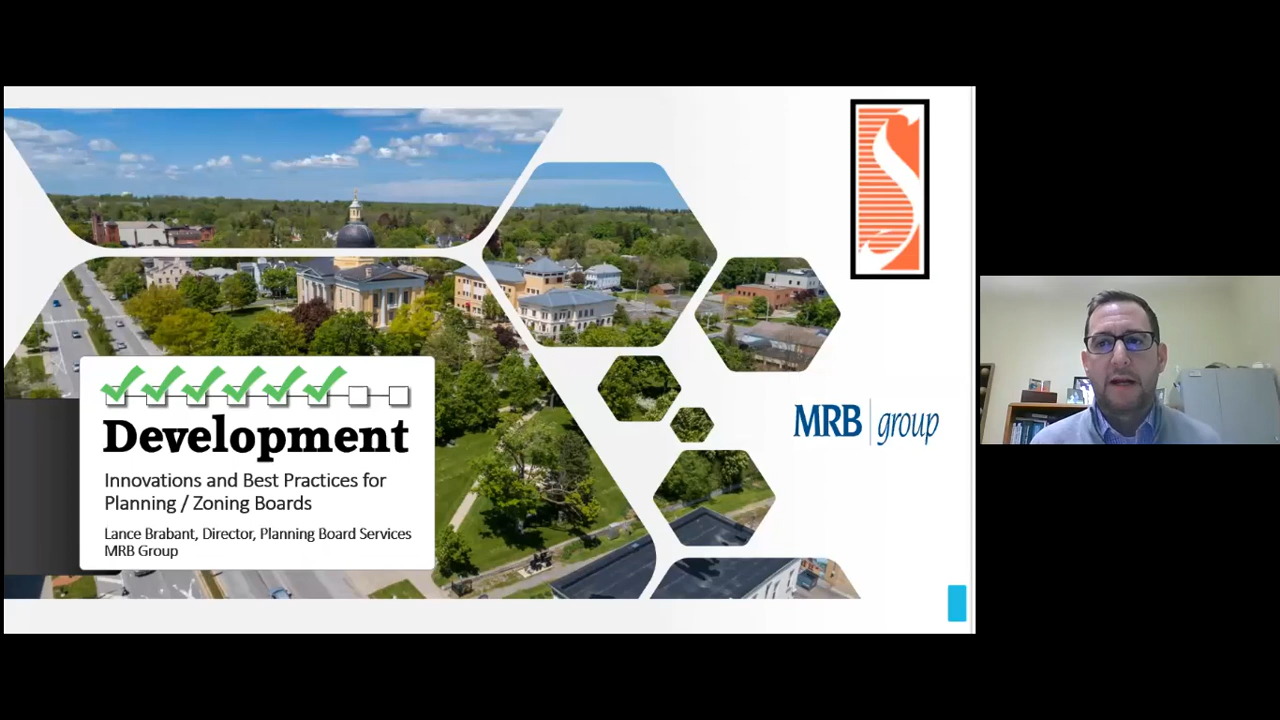 Development
Innovations and Best Practices for
Planning / Zoning Boards
Lance Brabant, Director, Planning Board Services
MRB Group
MRB group